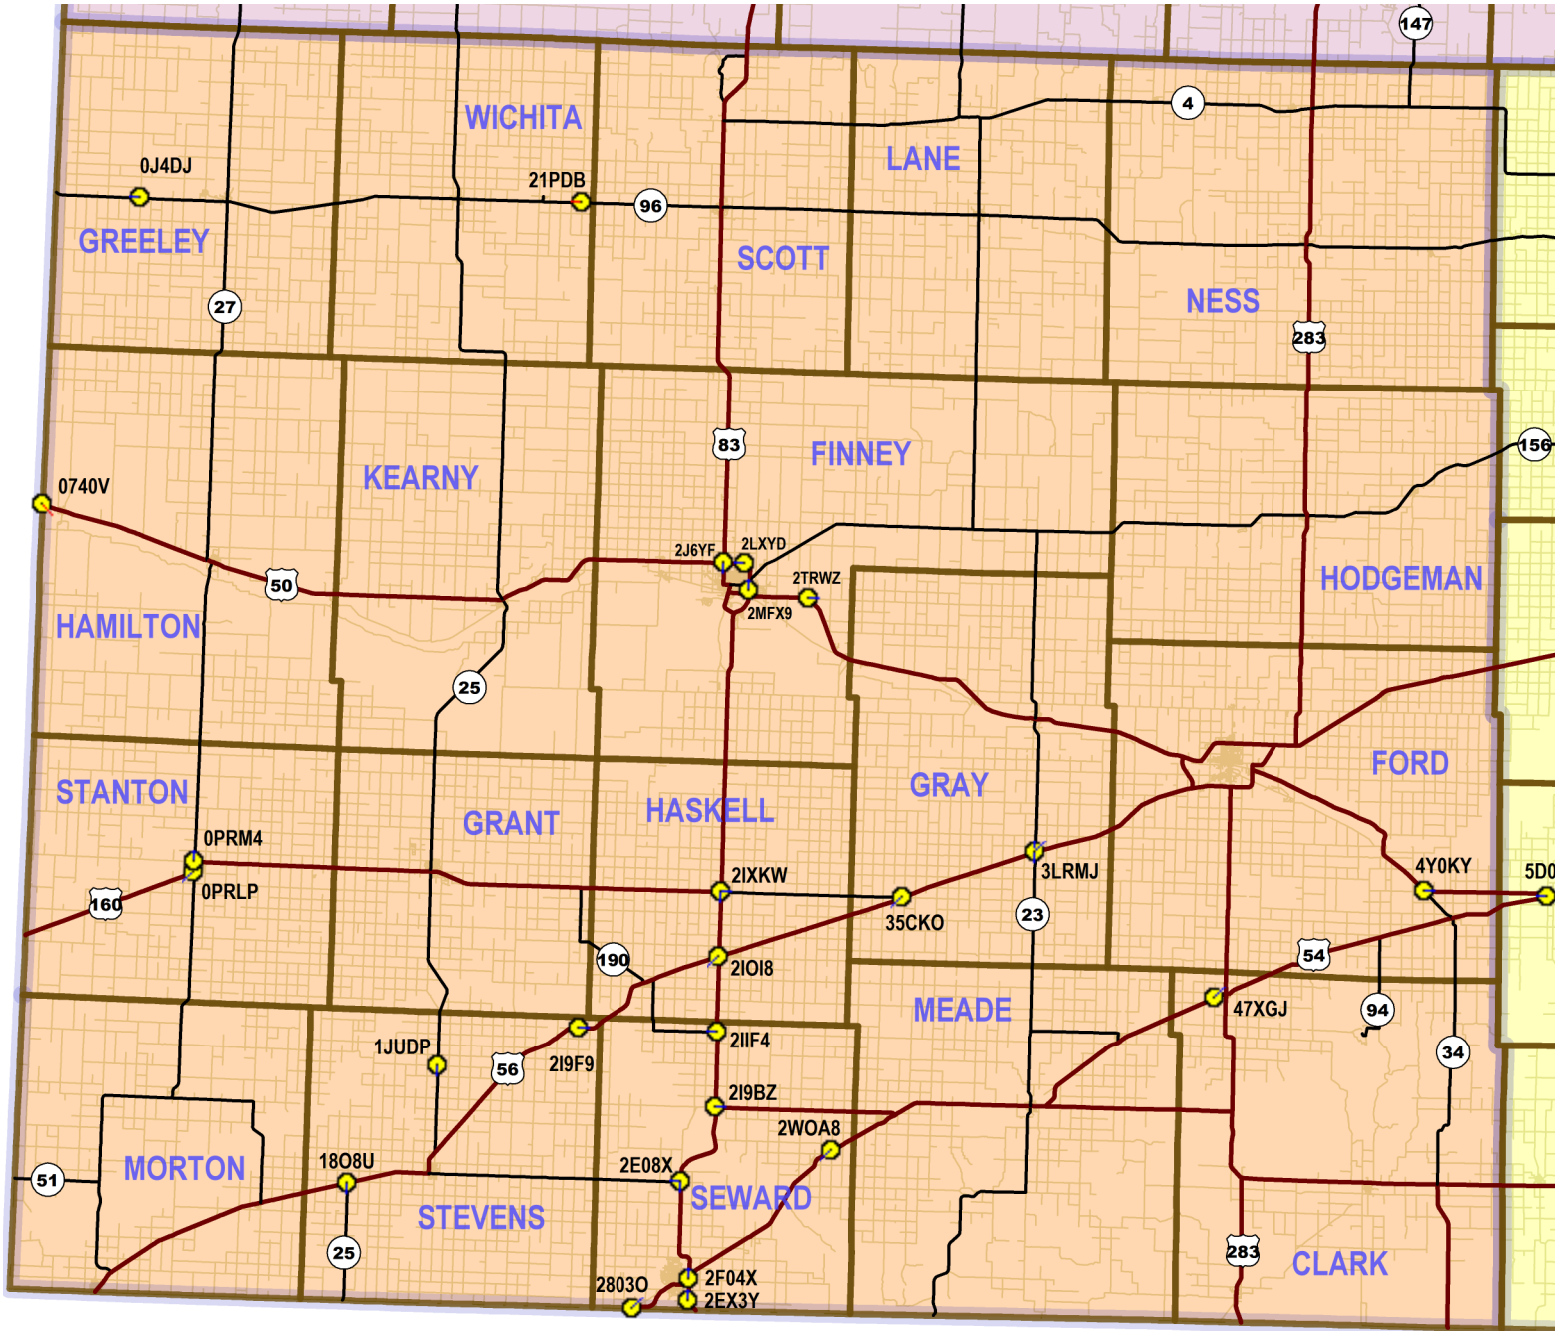 147
4
WICHITA
LANE
0J4DJ
21PDB
96
GREELEY
SCOTT
27
NESS
283
83
156
FINNEY
KEARNY
0740V
2J6YF
2LXYD
50
2TRWZ
HODGEMAN
2MFX9
HAMILTON
25
STANTON
GRAY
FORD
HASKELL
GRANT
0PRM4
2IXKW
3LRMJ
4Y0KY
5D0
0PRLP
160
35CKO
23
190
2IOI8
54
MEADE
47XGJ
94
1JUDP
2I9F9
2IIF4
34
56
2I9BZ
2WOA8
MORTON
18O8U
2E08X
51
SEWARD
STEVENS
25
283
CLARK
2803O
2F04X
2EX3Y